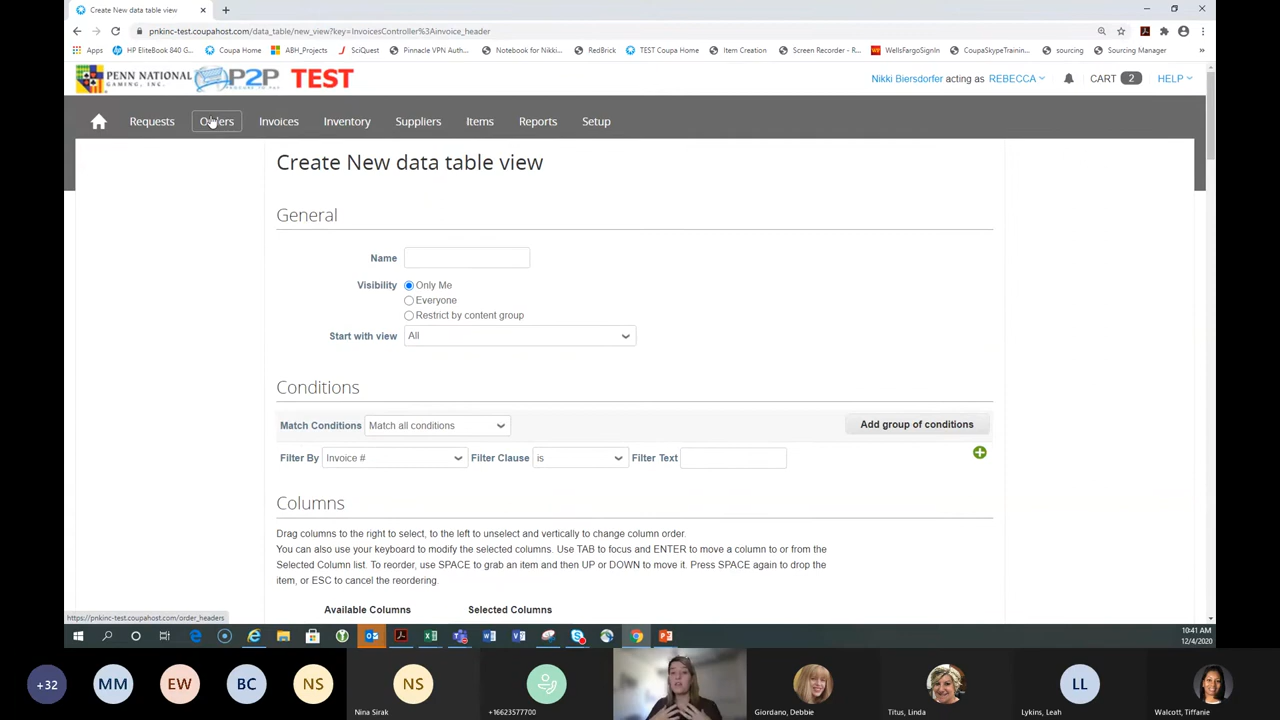 Create New data table view
pnkinc-test.coupahost.com/data_table/new_view?key=InvoicesController%3Ainvoice_header
Apps HP EliteBook 840 G... Coupa Home ABH_Projects SciQuest Pinnacle VPN Auth... Notebook for Nikki... RedBrick TEST Coupa Home Item Creation Screen Recorder - R... WellsFargoSignIn CoupaSkypeTrainin... sourcing Sourcing Manager
PENN NATIONAL GAMING, INC. P2P PROCURE TO PAY TEST
Nikki Biersdorfer acting as REBECCA CART 2 HELP
Requests Orders Invoices Inventory Suppliers Items Reports Setup
Create New data table view
General
Name
Visibility Only Me
Everyone
Restrict by content group
Start with view All
Conditions
Match Conditions Match all conditions Add group of conditions
Filter By Invoice # Filter Clause is Filter Text
Columns
Drag columns to the right to select, to the left to unselect and vertically to change column order.
You can also use your keyboard to modify the selected columns. Use TAB to focus and ENTER to move a column to or from the
Selected Column list. To reorder, use SPACE to grab an item and then UP or DOWN to move it. Press SPACE again to drop the
item, or ESC to cancel the reordering.
Available Columns Selected Columns
https://pnkinc-test.coupahost.com/order_headers
10:41 AM
12/4/2020
+32 MM EW BC NS NS LL
Nina Sirak +16623577700 Giordano, Debbie Titus, Linda Lykins, Leah Walcott, Tiffanie